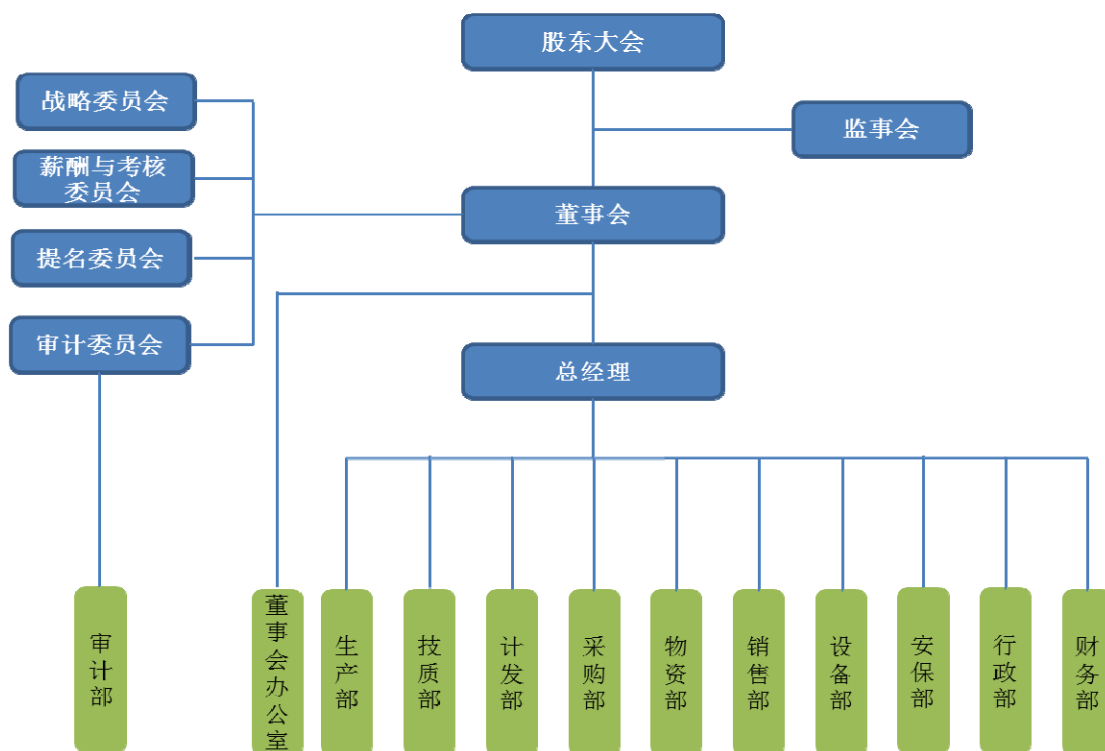 股东大会
战略委员会
监事会
薪酬与考核
委员会
董事会
提名委员会
审计委员会
总经理
审计部
董事会办公室
生产部
技质部
计发部
采购部
物资部
销售部
设备部
安保部
行政部
财务部